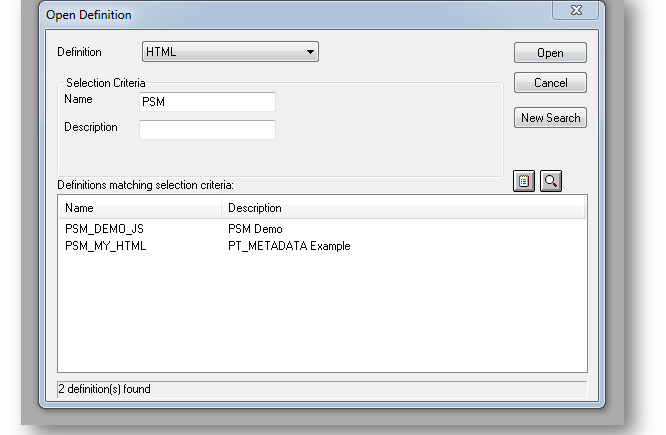 Open Definition
Definition HTML Open
Selection Criteria Cancel
Name PSM
New Search
Description
Definitions matching selection criteria:
Name Description
PSM_DEMO_JS PSM Demo
PSM_MY_HTML PT_METADATA Example
2 definition(s) found